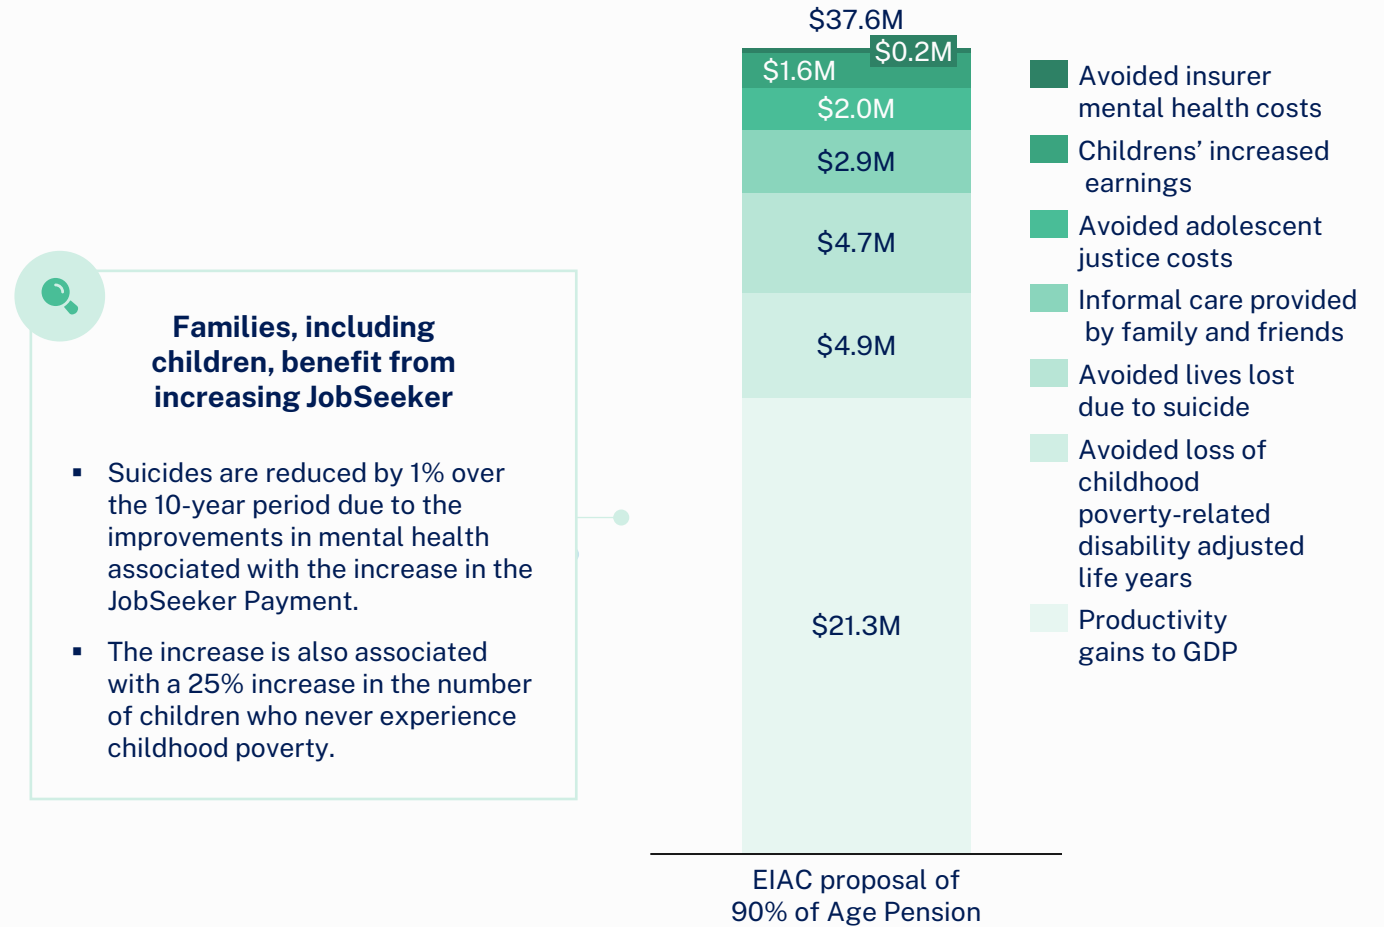 Families, including
children, benefit from
increasing JobSeeker
▪ Suicides are reduced by 1% over
the 10-year period due to the
improvements in mental health
associated with the increase in the
JobSeeker Payment.
▪ The increase is also associated
with a 25% increase in the number
of children who never experience
childhood poverty.
$37.6M
$0.2M
$1.6M
$2.0M
$2.9M
$4.7M
$4.9M
$21.3M
EIAC proposal of
90% of Age Pension
Avoided insurer
mental health costs
Childrens’ increased
earnings
Avoided adolescent
justice costs
Informal care provided
by family and friends
Avoided lives lost
due to suicide
Avoided loss of
childhood
poverty-related
disability adjusted
life years
Productivity
gains to GDP